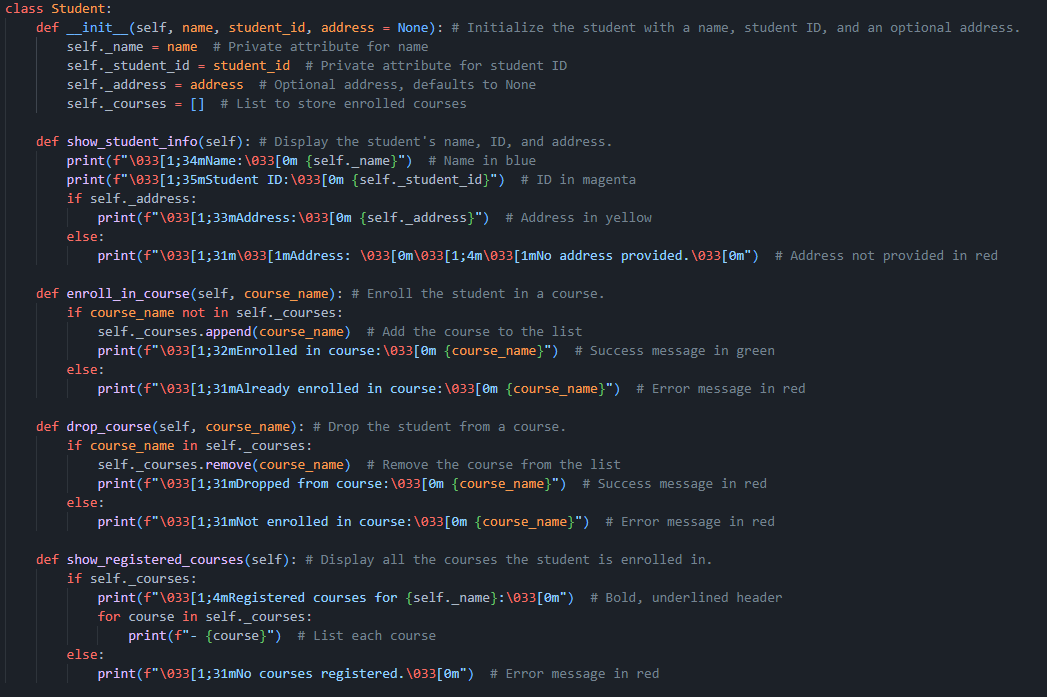 class Student:
    def __init__(self, name, student_id, address = None): # Initialize the student with a name, student ID, and an optional address.
        self._name = name  # Private attribute for name
        self._student_id = student_id  # Private attribute for student ID
        self._address = address  # Optional address, defaults to None
        self._courses = []  # List to store enrolled courses

    def show_student_info(self): # Display the student's name, ID, and address.
        print(f"\033[1;34mName:\033[0m {self._name}")  # Name in blue
        print(f"\033[1;35mStudent ID:\033[0m {self._student_id}")  # ID in magenta
        if self._address:
            print(f"\033[1;33mAddress:\033[0m {self._address}")  # Address in yellow
        else:
            print(f"\033[1;31m\033[1mAddress: \033[0m\033[1;4m\033[1mNo address provided.\033[0m")  # Address not provided in red

    def enroll_in_course(self, course_name): # Enroll the student in a course.
        if course_name not in self._courses:
            self._courses.append(course_name)  # Add the course to the list
            print(f"\033[1;32mEnrolled in course:\033[0m {course_name}")  # Success message in green
        else:
            print(f"\033[1;31mAlready enrolled in course:\033[0m {course_name}")  # Error message in red

    def drop_course(self, course_name): # Drop the student from a course.
        if course_name in self._courses:
            self._courses.remove(course_name)  # Remove the course from the list
            print(f"\033[1;31mDropped from course:\033[0m {course_name}")  # Success message in red
        else:
            print(f"\033[1;31mNot enrolled in course:\033[0m {course_name}")  # Error message in red

    def show_registered_courses(self): # Display all the courses the student is enrolled in.
        if self._courses:
            print(f"\033[1;4mRegistered courses for {self._name}:\033[0m")  # Bold, underlined header
            for course in self._courses:
                print(f"- {course}")  # List each course
        else:
            print(f"\033[1;31mNo courses registered.\033[0m")  # Error message in red